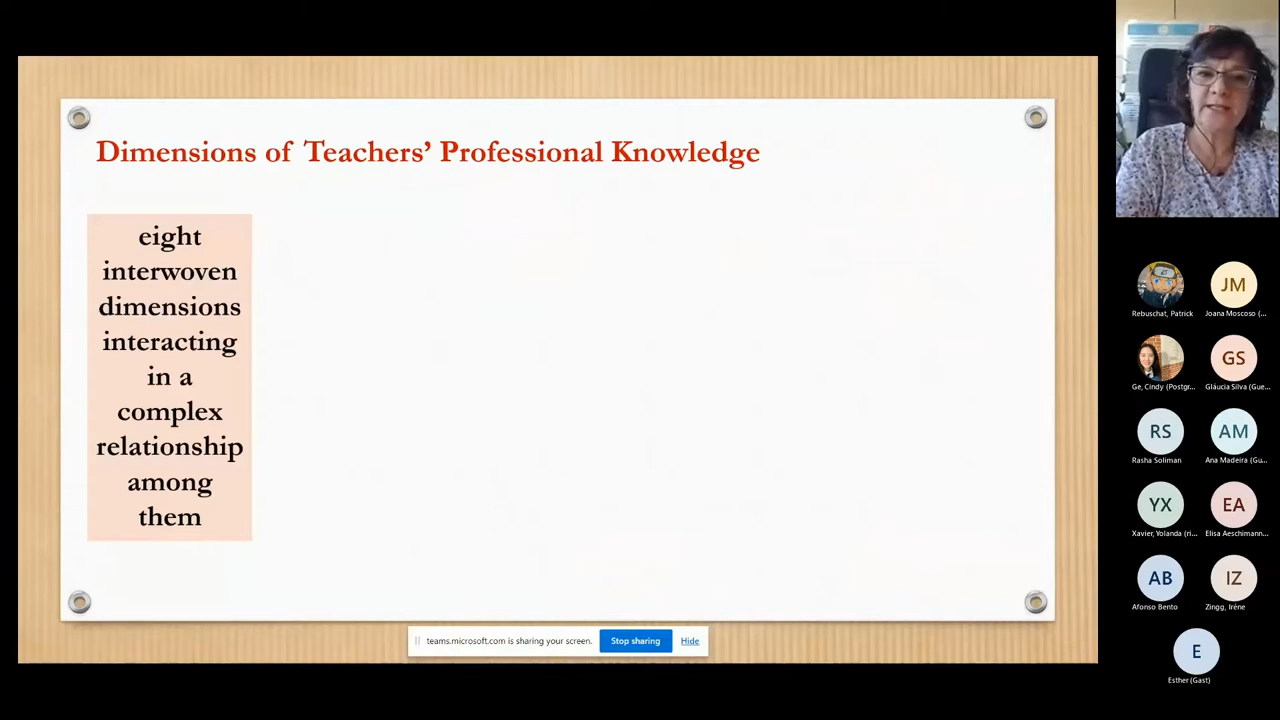 Dimensions of Teachers’ Professional Knowledge
eight
interwoven
dimensions
interacting
in a
complex
relationship
among
them
teams.microsoft.com is sharing your screen.
Stop sharing
Hide
Rebuschat, Patrick
JM
Joana Moscoso (...
Ge, Cindy (Postgr...
GS
Gláucia Silva (Gue...
RS
Rasha Soliman
AM
Ana Madeira (Gu...
YX
Xavier, Yolanda (ri...
EA
Elisa Aeschimann...
AB
Afonso Bento
IZ
Zingg, Irène
E
Esther (Gast)